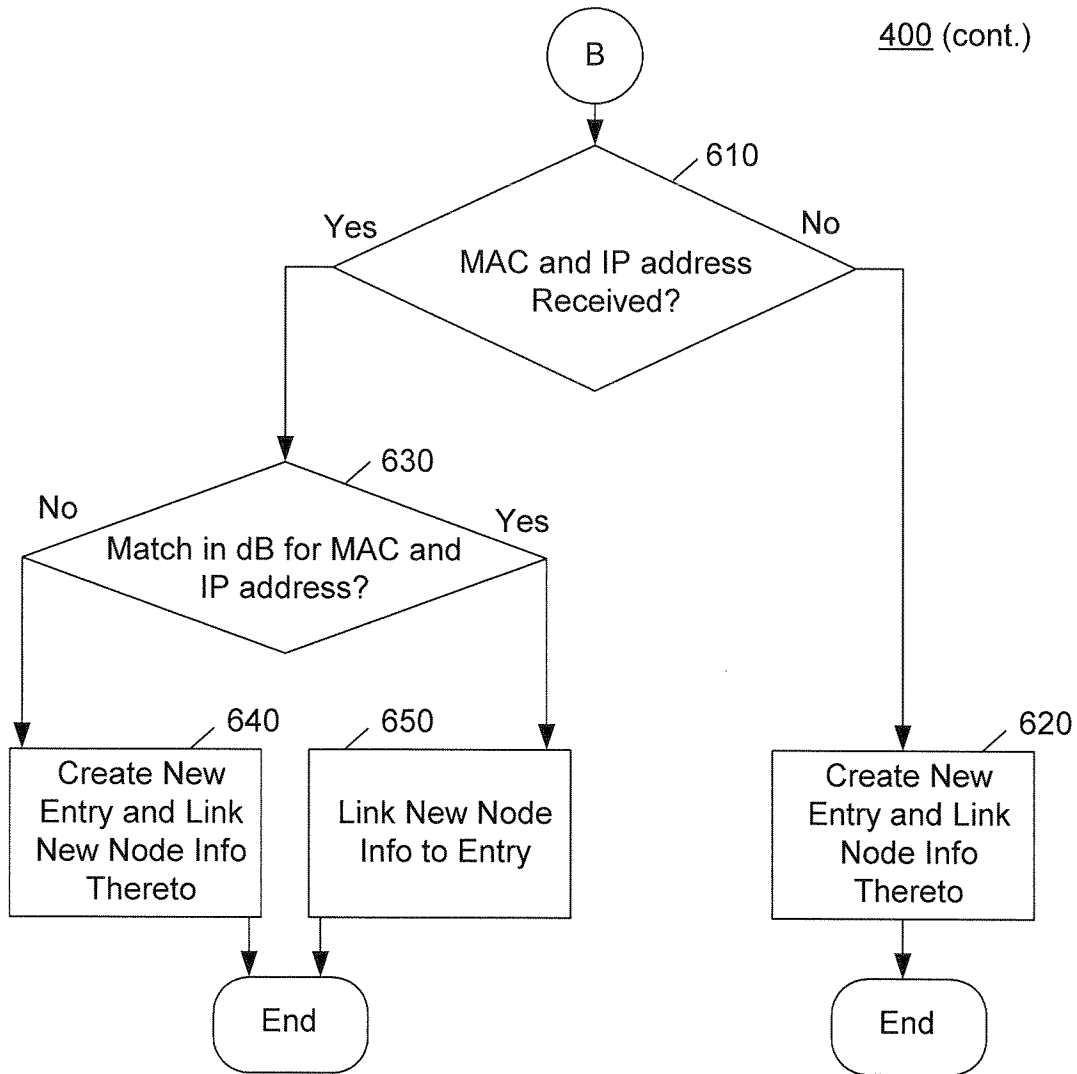 400 (cont.)
B
610
Yes
No
MAC and IP address
Received?
630
No
Yes
Match in dB for MAC and
IP address?
640
650
620
Create New
Entry and Link
New Node Info
Thereto
Link New Node
Info to Entry
Create New
Entry and Link
Node Info
Thereto
End
End